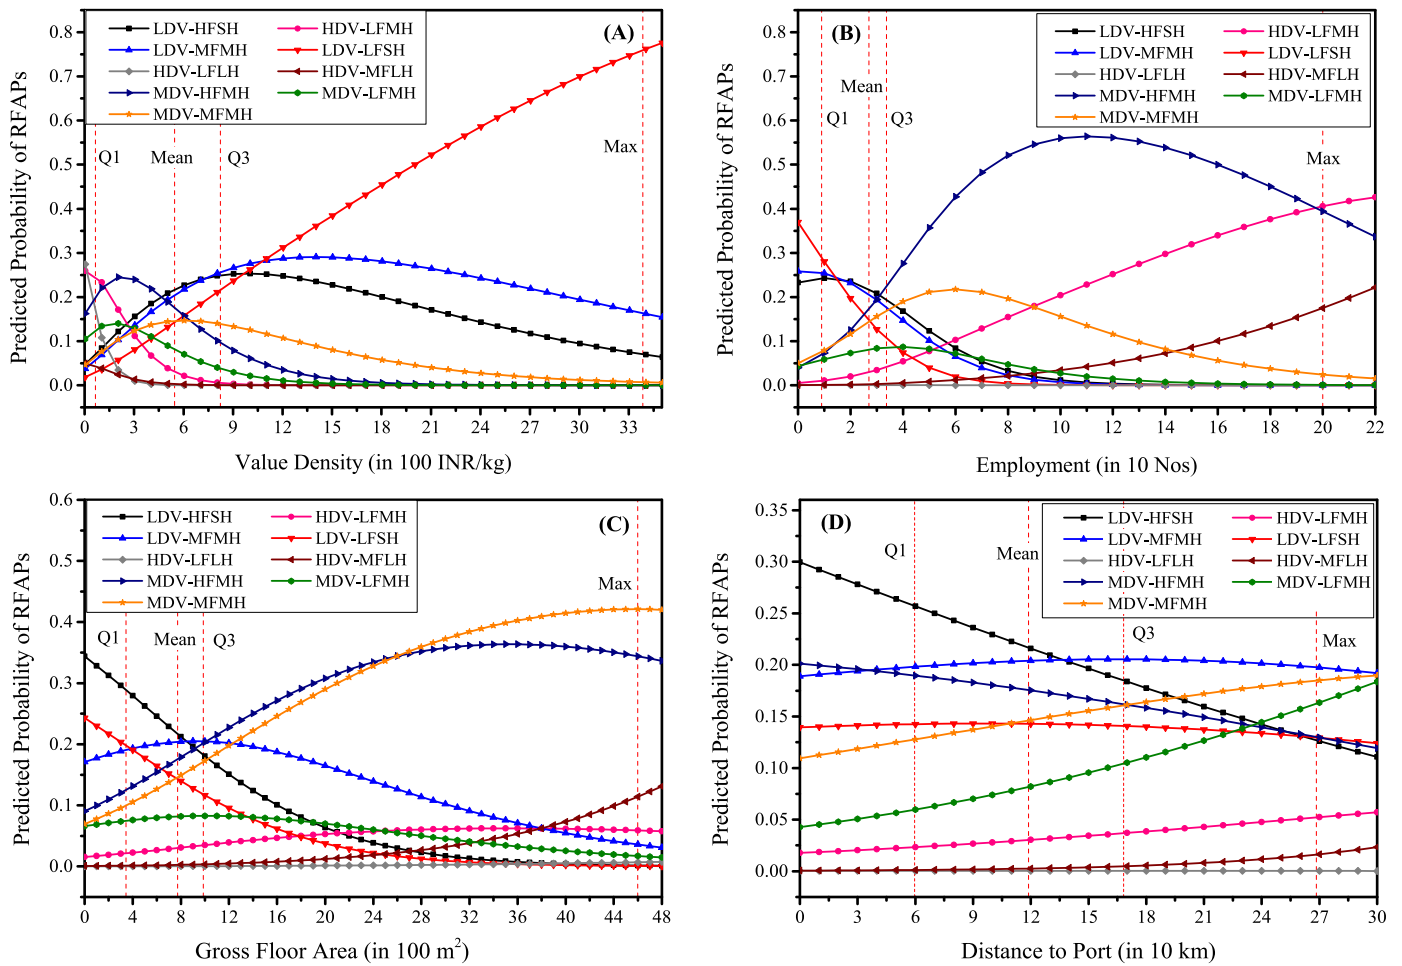 (A)
LDV-HFSH
HDV-LFMH
LDV-MFMH
LDV-LFSH
HDV-LFLH
HDV-MFLH
MDV-HFMH
MDV-LFMH
MDV-MFMH
Q1
Mean
Q3
Max
0.8
0.7
0.6
0.5
0.4
0.3
0.2
0.1
0.0
Predicted Probability of RFAPs
0 3 6 9 12 15 18 21 24 27 30 33
Value Density (in 100 INR/kg)
(B)
LDV-HFSH
HDV-LFMH
LDV-MFMH
LDV-LFSH
HDV-LFLH
HDV-MFLH
MDV-HFMH
MDV-LFMH
MDV-MFMH
Q1
Mean
Q3
Max
0.8
0.7
0.6
0.5
0.4
0.3
0.2
0.1
0.0
Predicted Probability of RFAPs
0 2 4 6 8 10 12 14 16 18 20 22
Employment (in 10 Nos)
(C)
LDV-HFSH
HDV-LFMH
LDV-MFMH
LDV-LFSH
HDV-LFLH
HDV-MFLH
MDV-HFMH
MDV-LFMH
MDV-MFMH
Q1
Mean
Q3
Max
0.6
0.5
0.4
0.3
0.2
0.1
0.0
Predicted Probability of RFAPs
0 4 8 12 16 20 24 28 32 36 40 44 48
Gross Floor Area (in 100 m²)
(D)
LDV-HFSH
HDV-LFMH
LDV-MFMH
LDV-LFSH
HDV-LFLH
HDV-MFLH
MDV-HFMH
MDV-LFMH
MDV-MFMH
Q1
Mean
Q3
Max
0.35
0.30
0.25
0.20
0.15
0.10
0.05
0.00
Predicted Probability of RFAPs
0 3 6 9 12 15 18 21 24 27 30
Distance to Port (in 10 km)